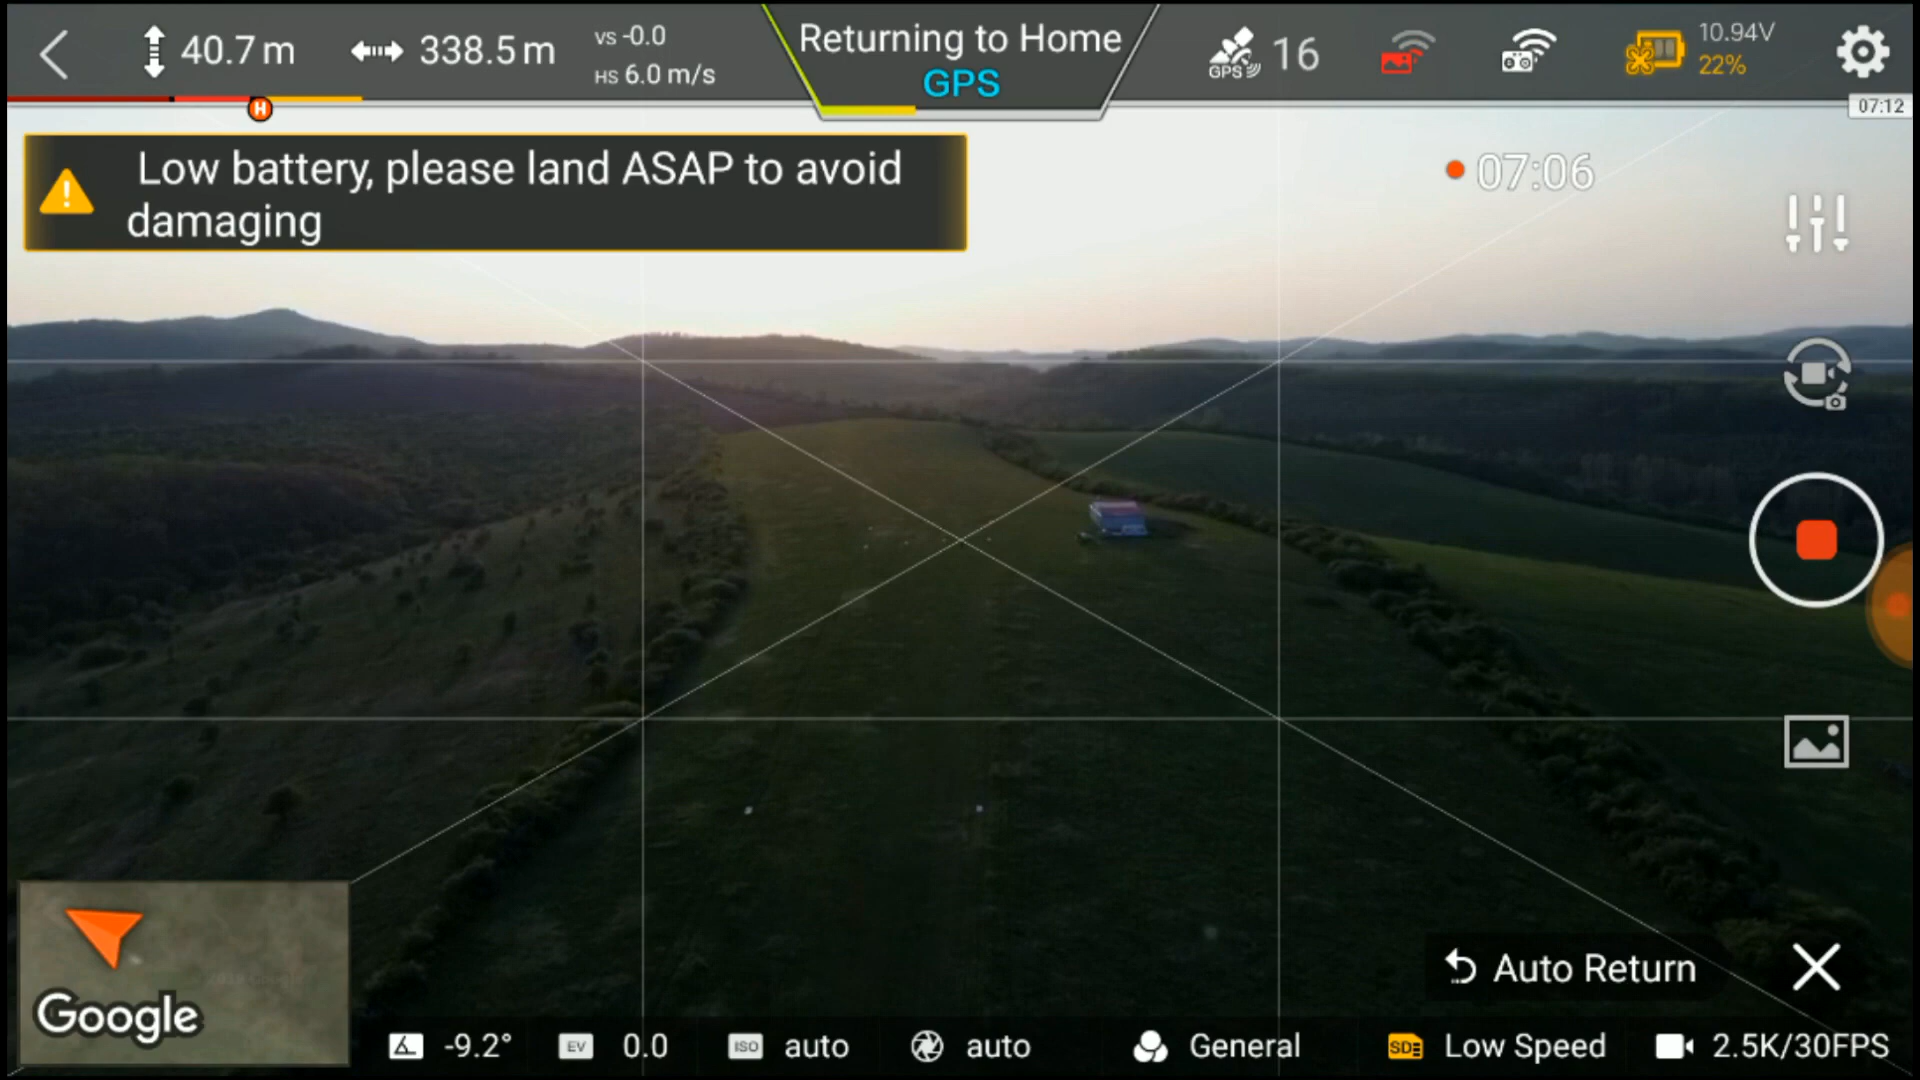 40.7 m
338.5 m
VS -0.0
HS 6.0 m/s
Returning to Home
GPS
GPS
16
10.94V
22%
H
07:12
Low battery, please land ASAP to avoid
damaging
07:06
Auto Return
Google
-9.2°
EV
0.0
ISO
auto
auto
General
SD
Low Speed
2.5K/30FPS